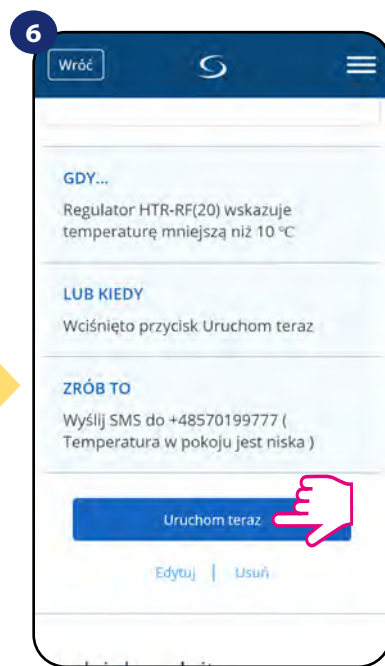 6
Wróć
GDY...
Regulator HTR-RF(20) wskazuje
temperaturę mniejszą niż 10 °C
LUB KIEDY
Wciśnięto przycisk Uruchom teraz
ZRÓB TO
Wyślij SMS do +48570199777 (
Temperatura w pokoju jest niska )
Uruchom teraz
Edytuj | Usuń